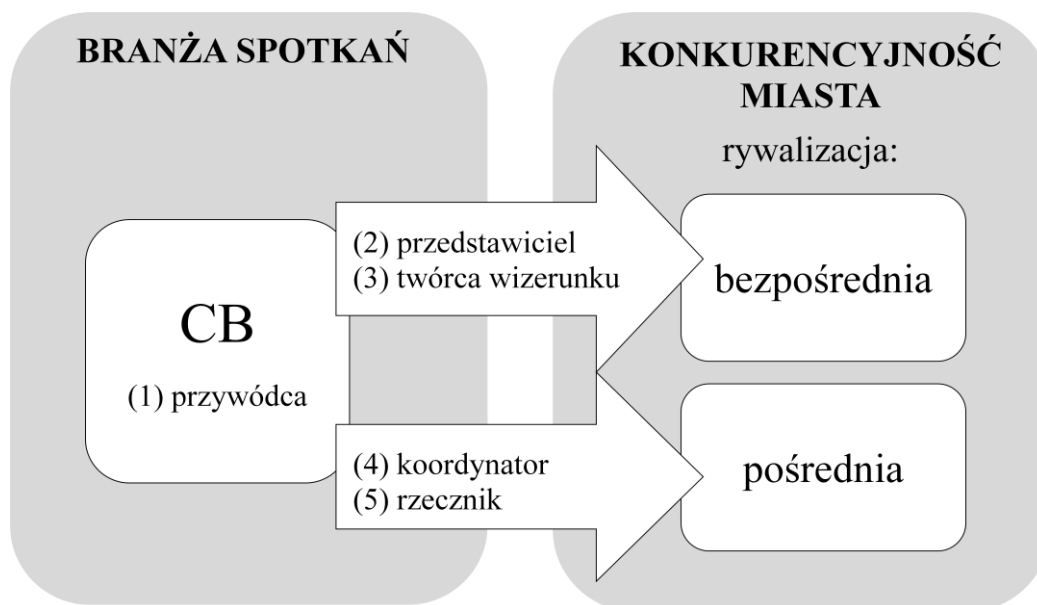 BRANŻA SPOTKAŃ
CB
(1) przywódca
(2) przedstawiciel
(3) twórca wizerunku
(4) koordynator
(5) rzecznik
KONKURENCYJNOŚĆ
MIASTA
rywalizacja:
bezpośrednia
pośrednia